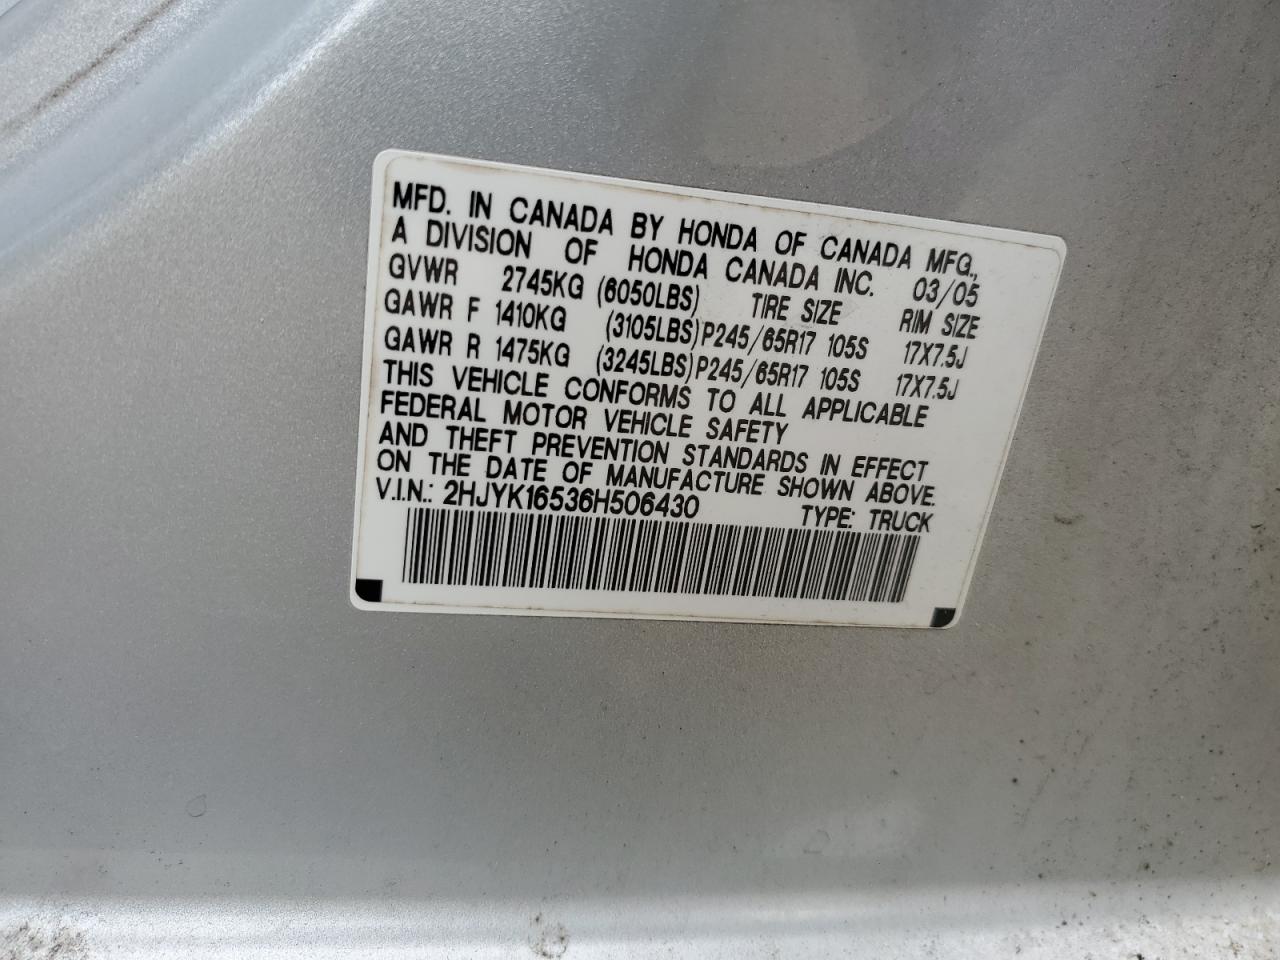 MFD. IN CANADA BY HONDA OF CANADA MFG.,
A DIVISION OF HONDA CANADA INC. 03/05
GVWR 2745KG (6050LBS) TIRE SIZE RIM SIZE
GAWR F 1410KG (3105LBS) P245/65R17 105S 17X7.5J
GAWR R 1475KG (3245LBS) P245/65R17 105S 17X7.5J
THIS VEHICLE CONFORMS TO ALL APPLICABLE
FEDERAL MOTOR VEHICLE SAFETY
AND THEFT PREVENTION STANDARDS IN EFFECT
ON THE DATE OF MANUFACTURE SHOWN ABOVE.
V.I.N.: 2HJYK16536H506430 TYPE: TRUCK